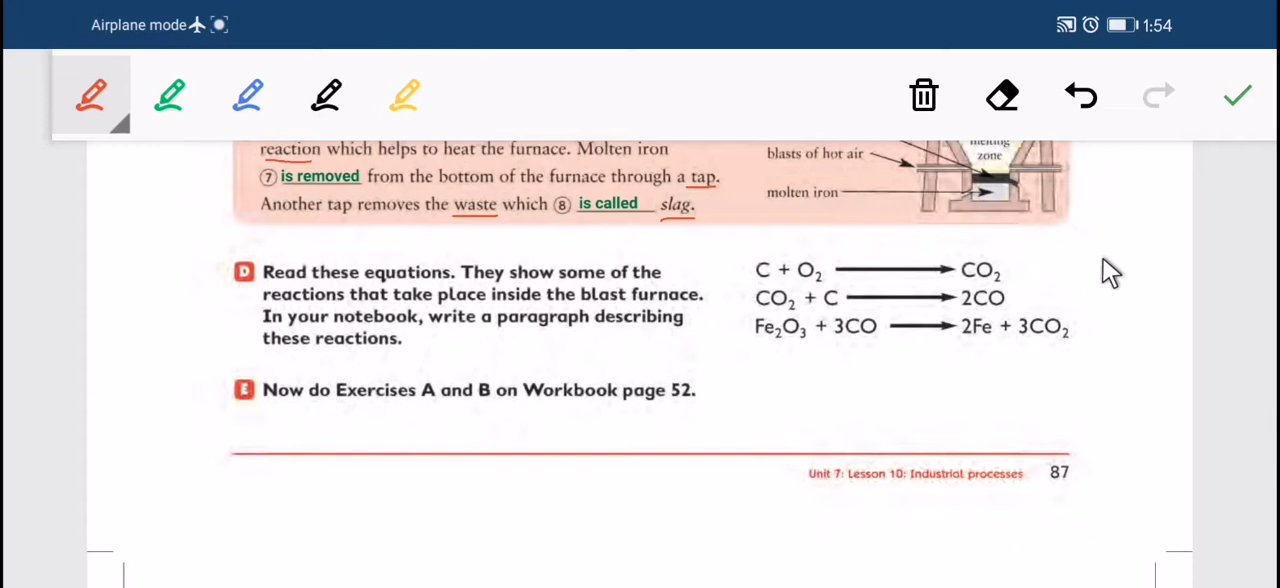 Airplane mode
1:54
reaction which helps to heat the furnace. Molten iron
⑦ is removed from the bottom of the furnace through a tap.
Another tap removes the waste which ⑧ is called slag.
melting
zone
blasts of hot air
molten iron
D Read these equations. They show some of the
reactions that take place inside the blast furnace.
In your notebook, write a paragraph describing
these reactions.
C + O₂ ⟶ CO₂
CO₂ + C ⟶ 2CO
Fe₂O₃ + 3CO ⟶ 2Fe + 3CO₂
E Now do Exercises A and B on Workbook page 52.
Unit 7: Lesson 10: Industrial processes 87